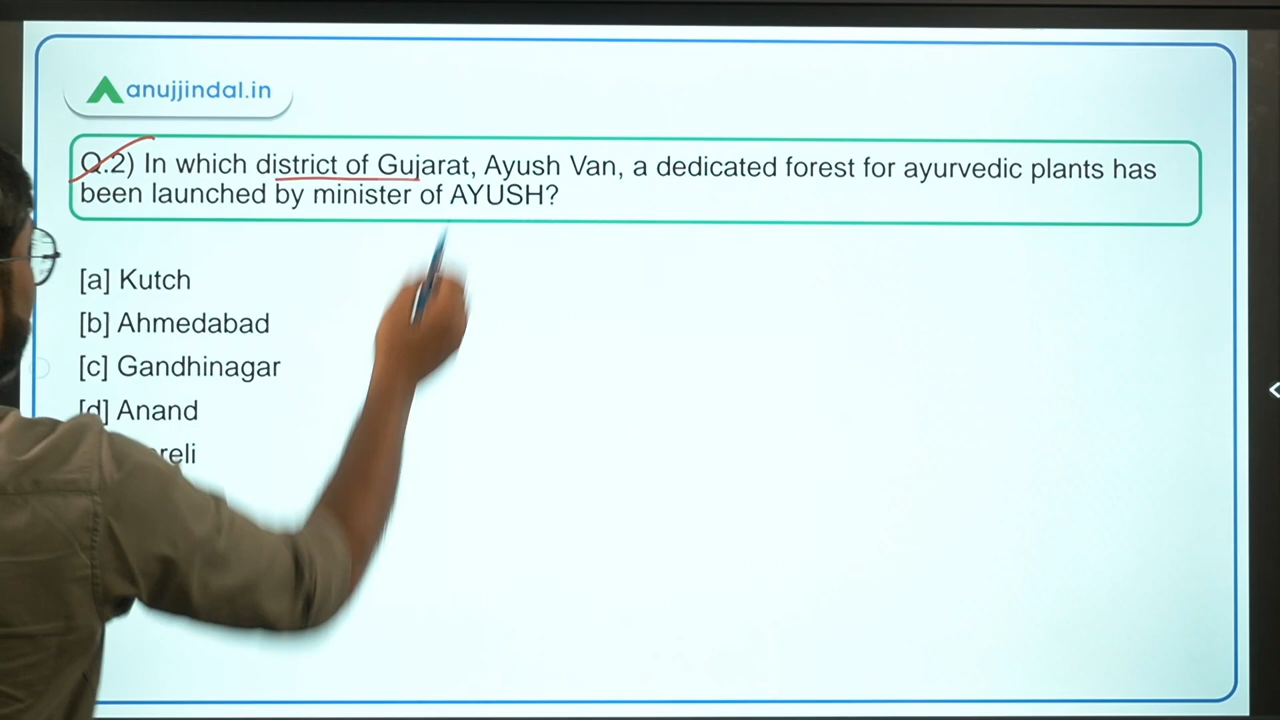 anujjindal.in
Q.2) In which district of Gujarat, Ayush Van, a dedicated forest for ayurvedic plants has
been launched by minister of AYUSH?
[a] Kutch
[b] Ahmedabad
[c] Gandhinagar
[d] Anand